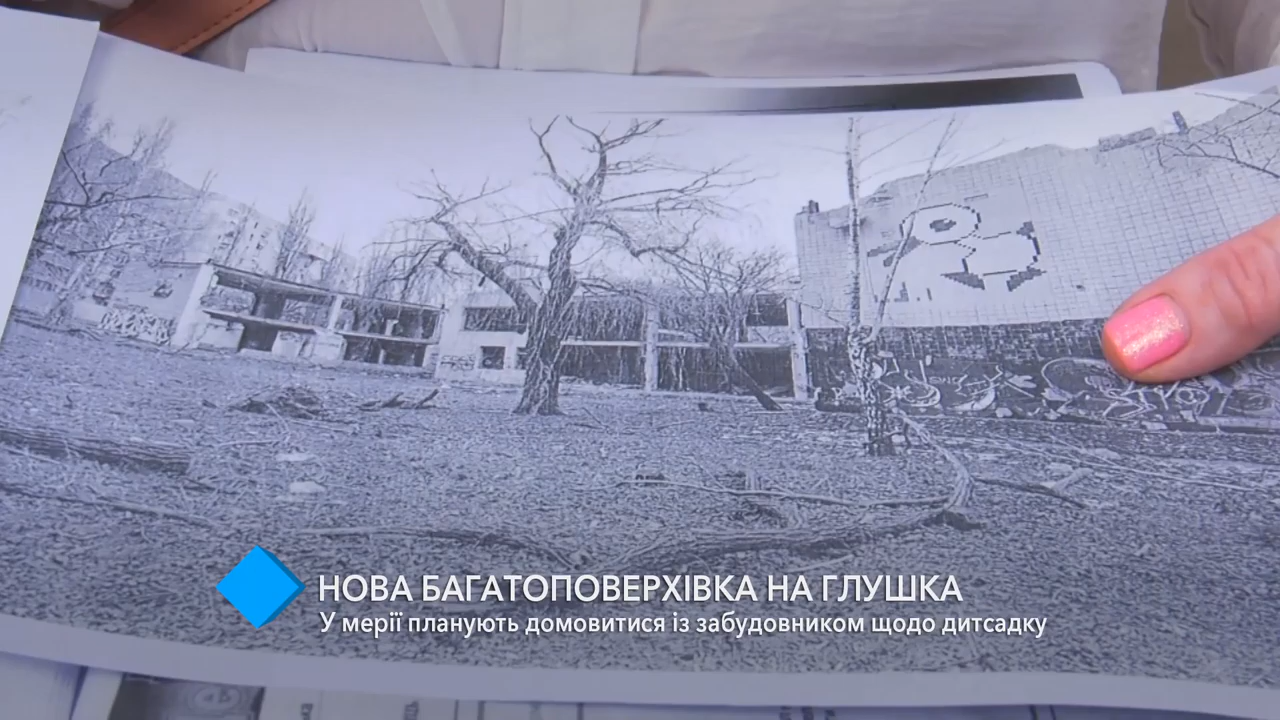 НОВА БАГАТОПОВЕРХІВКА НА ГЛУШКА
У мерії планують домовитися із забудовником щодо дитсадку